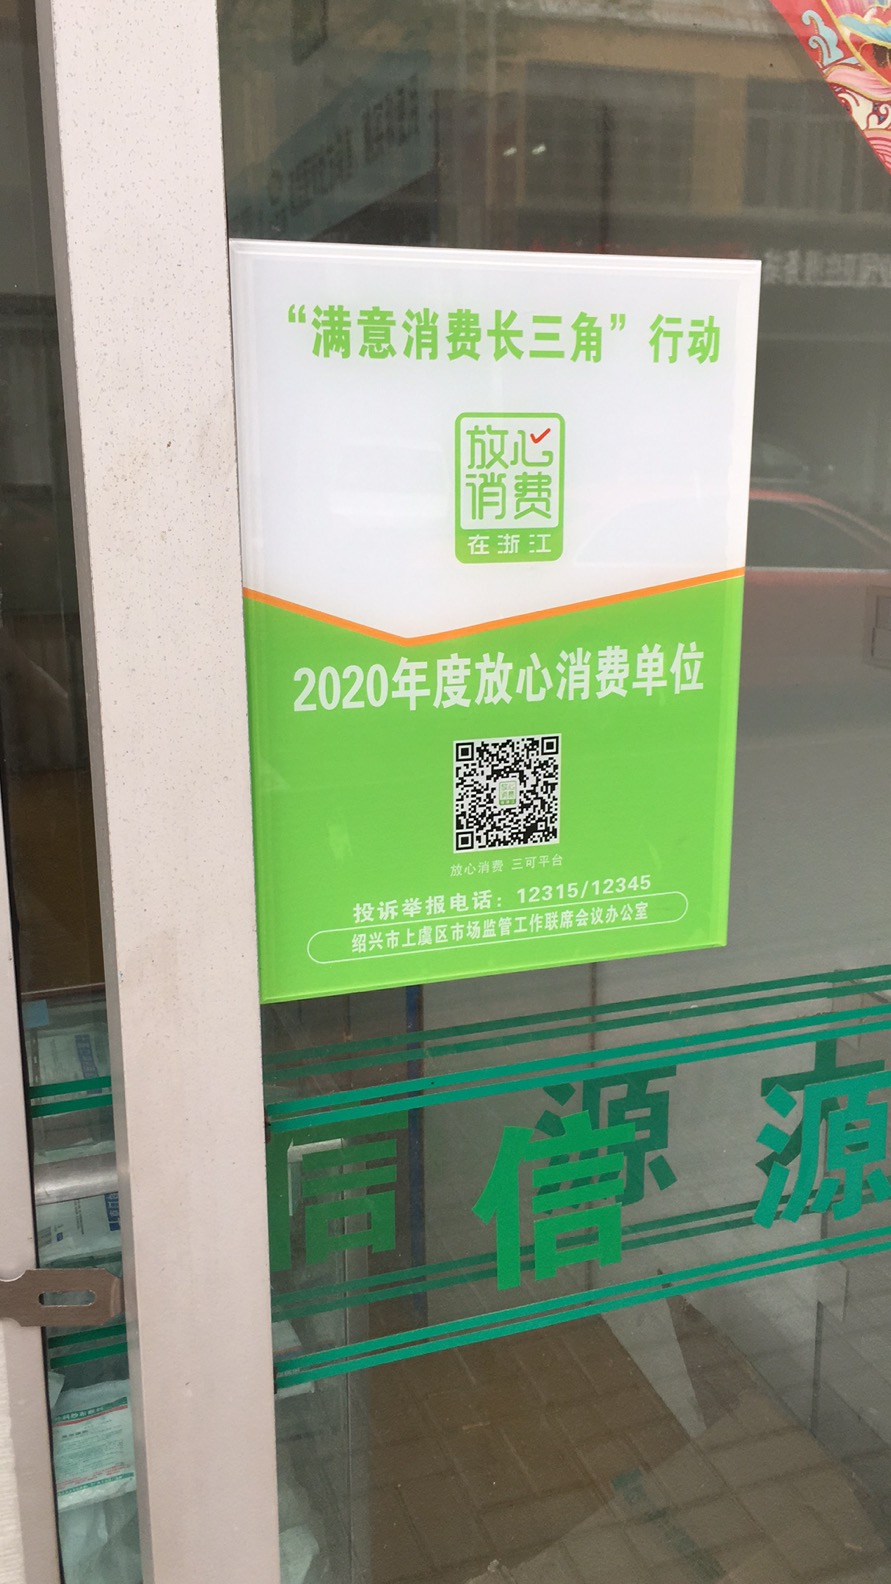 “满意消费长三角”行动
放心
消费
在浙江
2020年度放心消费单位
放心消费 三可平台
投诉举报电话：12315/12345
绍兴市上虞区市场监管工作联席会议办公室
信源